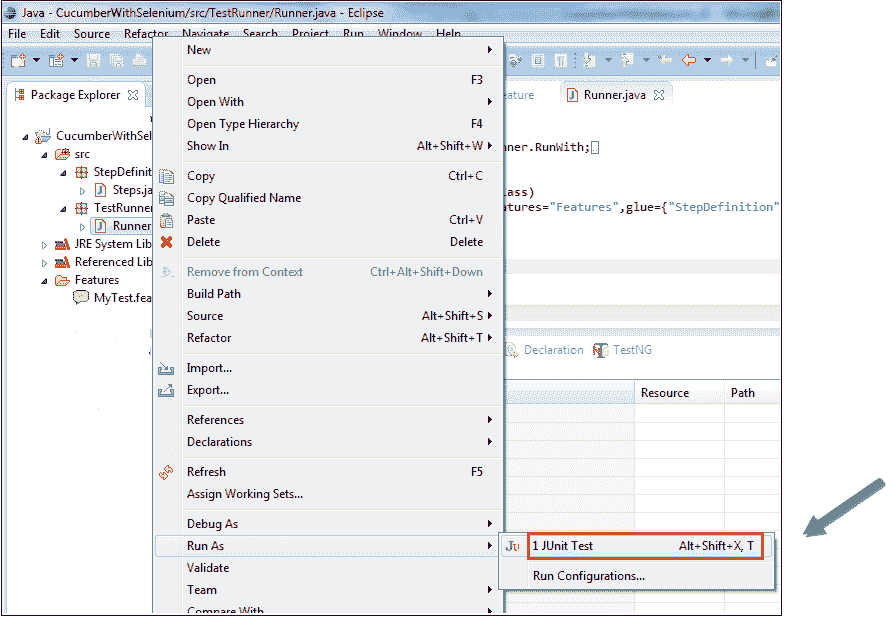 Java - CucumberWithSelenium/src/TestRunner/Runner.java - Eclipse
File Edit Source Refactor Navigate Search Project Run Window Help
Package Explorer
eature
Runner.java
CucumberWithSel
src
StepDefinit
Steps.ja
TestRunner
Runner
JRE System Lib
Referenced Lib
Features
MyTest.fea
New
Open F3
Open With
Open Type Hierarchy F4
Show In Alt+Shift+W
Copy Ctrl+C
Copy Qualified Name
Paste Ctrl+V
Delete Delete
Remove from Context Ctrl+Alt+Shift+Down
Build Path
Source Alt+Shift+S
Refactor Alt+Shift+T
Import...
Export...
References
Declarations
Refresh F5
Assign Working Sets...
Debug As
Run As
Validate
Team
Compare With
nner.RunWith;
lass)
atures="Features",glue={"StepDefinition"
Declaration TestNG
Resource Path
JU 1 JUnit Test Alt+Shift+X, T
Run Configurations...